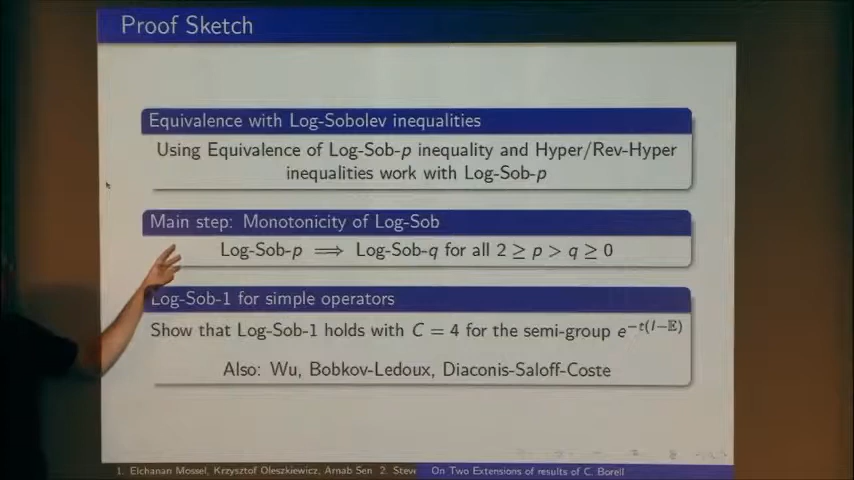 Proof Sketch
Equivalence with Log-Sobolev inequalities
Using Equivalence of Log-Sob-p inequality and Hyper/Rev-Hyper
inequalities work with Log-Sob-p
Main step: Monotonicity of Log-Sob
Log-Sob-p ⟹ Log-Sob-q for all 2 ≥ p > q ≥ 0
Log-Sob-1 for simple operators
Show that Log-Sob-1 holds with C = 4 for the semi-group e^{-t(I-𝔼)}
Also: Wu, Bobkov-Ledoux, Diaconis-Saloff-Coste
1. Elchanan Mossel, Krzysztof Oleszkiewicz, Arnab Sen 2. Stew On Two Extensions of results of C. Borell